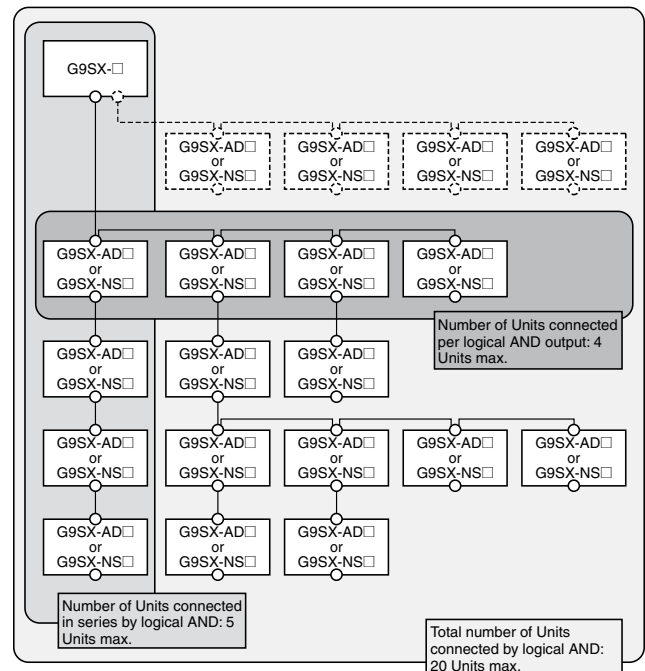 G9SX-□
G9SX-AD□
or
G9SX-NS□
G9SX-AD□
or
G9SX-NS□
G9SX-AD□
or
G9SX-NS□
G9SX-AD□
or
G9SX-NS□
G9SX-AD□
or
G9SX-NS□
G9SX-AD□
or
G9SX-NS□
G9SX-AD□
or
G9SX-NS□
G9SX-AD□
or
G9SX-NS□
Number of Units connected
per logical AND output: 4
Units max.
G9SX-AD□
or
G9SX-NS□
G9SX-AD□
or
G9SX-NS□
G9SX-AD□
or
G9SX-NS□
G9SX-AD□
or
G9SX-NS□
G9SX-AD□
or
G9SX-NS□
G9SX-AD□
or
G9SX-NS□
G9SX-AD□
or
G9SX-NS□
G9SX-AD□
or
G9SX-NS□
G9SX-AD□
or
G9SX-NS□
G9SX-AD□
or
G9SX-NS□
G9SX-AD□
or
G9SX-NS□
Number of Units connected
in series by logical AND: 5
Units max.
Total number of Units
connected by logical AND:
20 Units max.